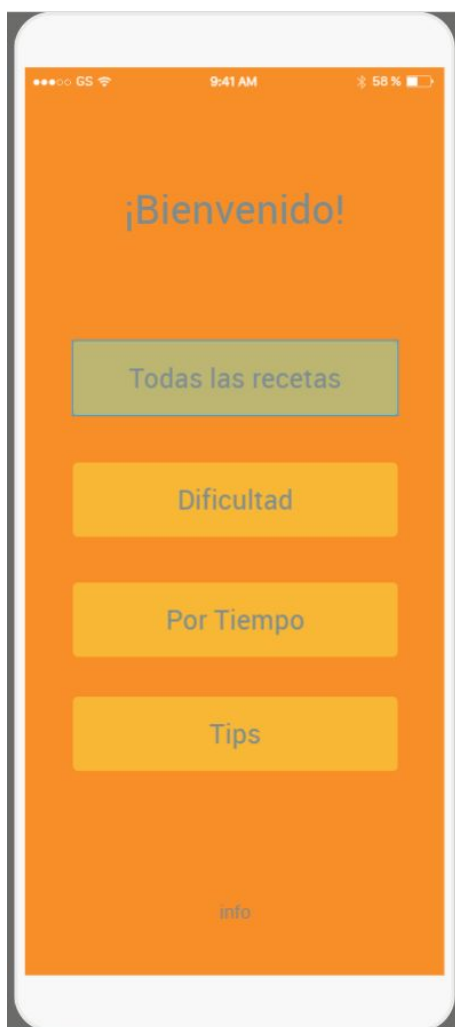 GS 9:41 AM 58 %
¡Bienvenido!
Todas las recetas
Dificultad
Por Tiempo
Tips
info